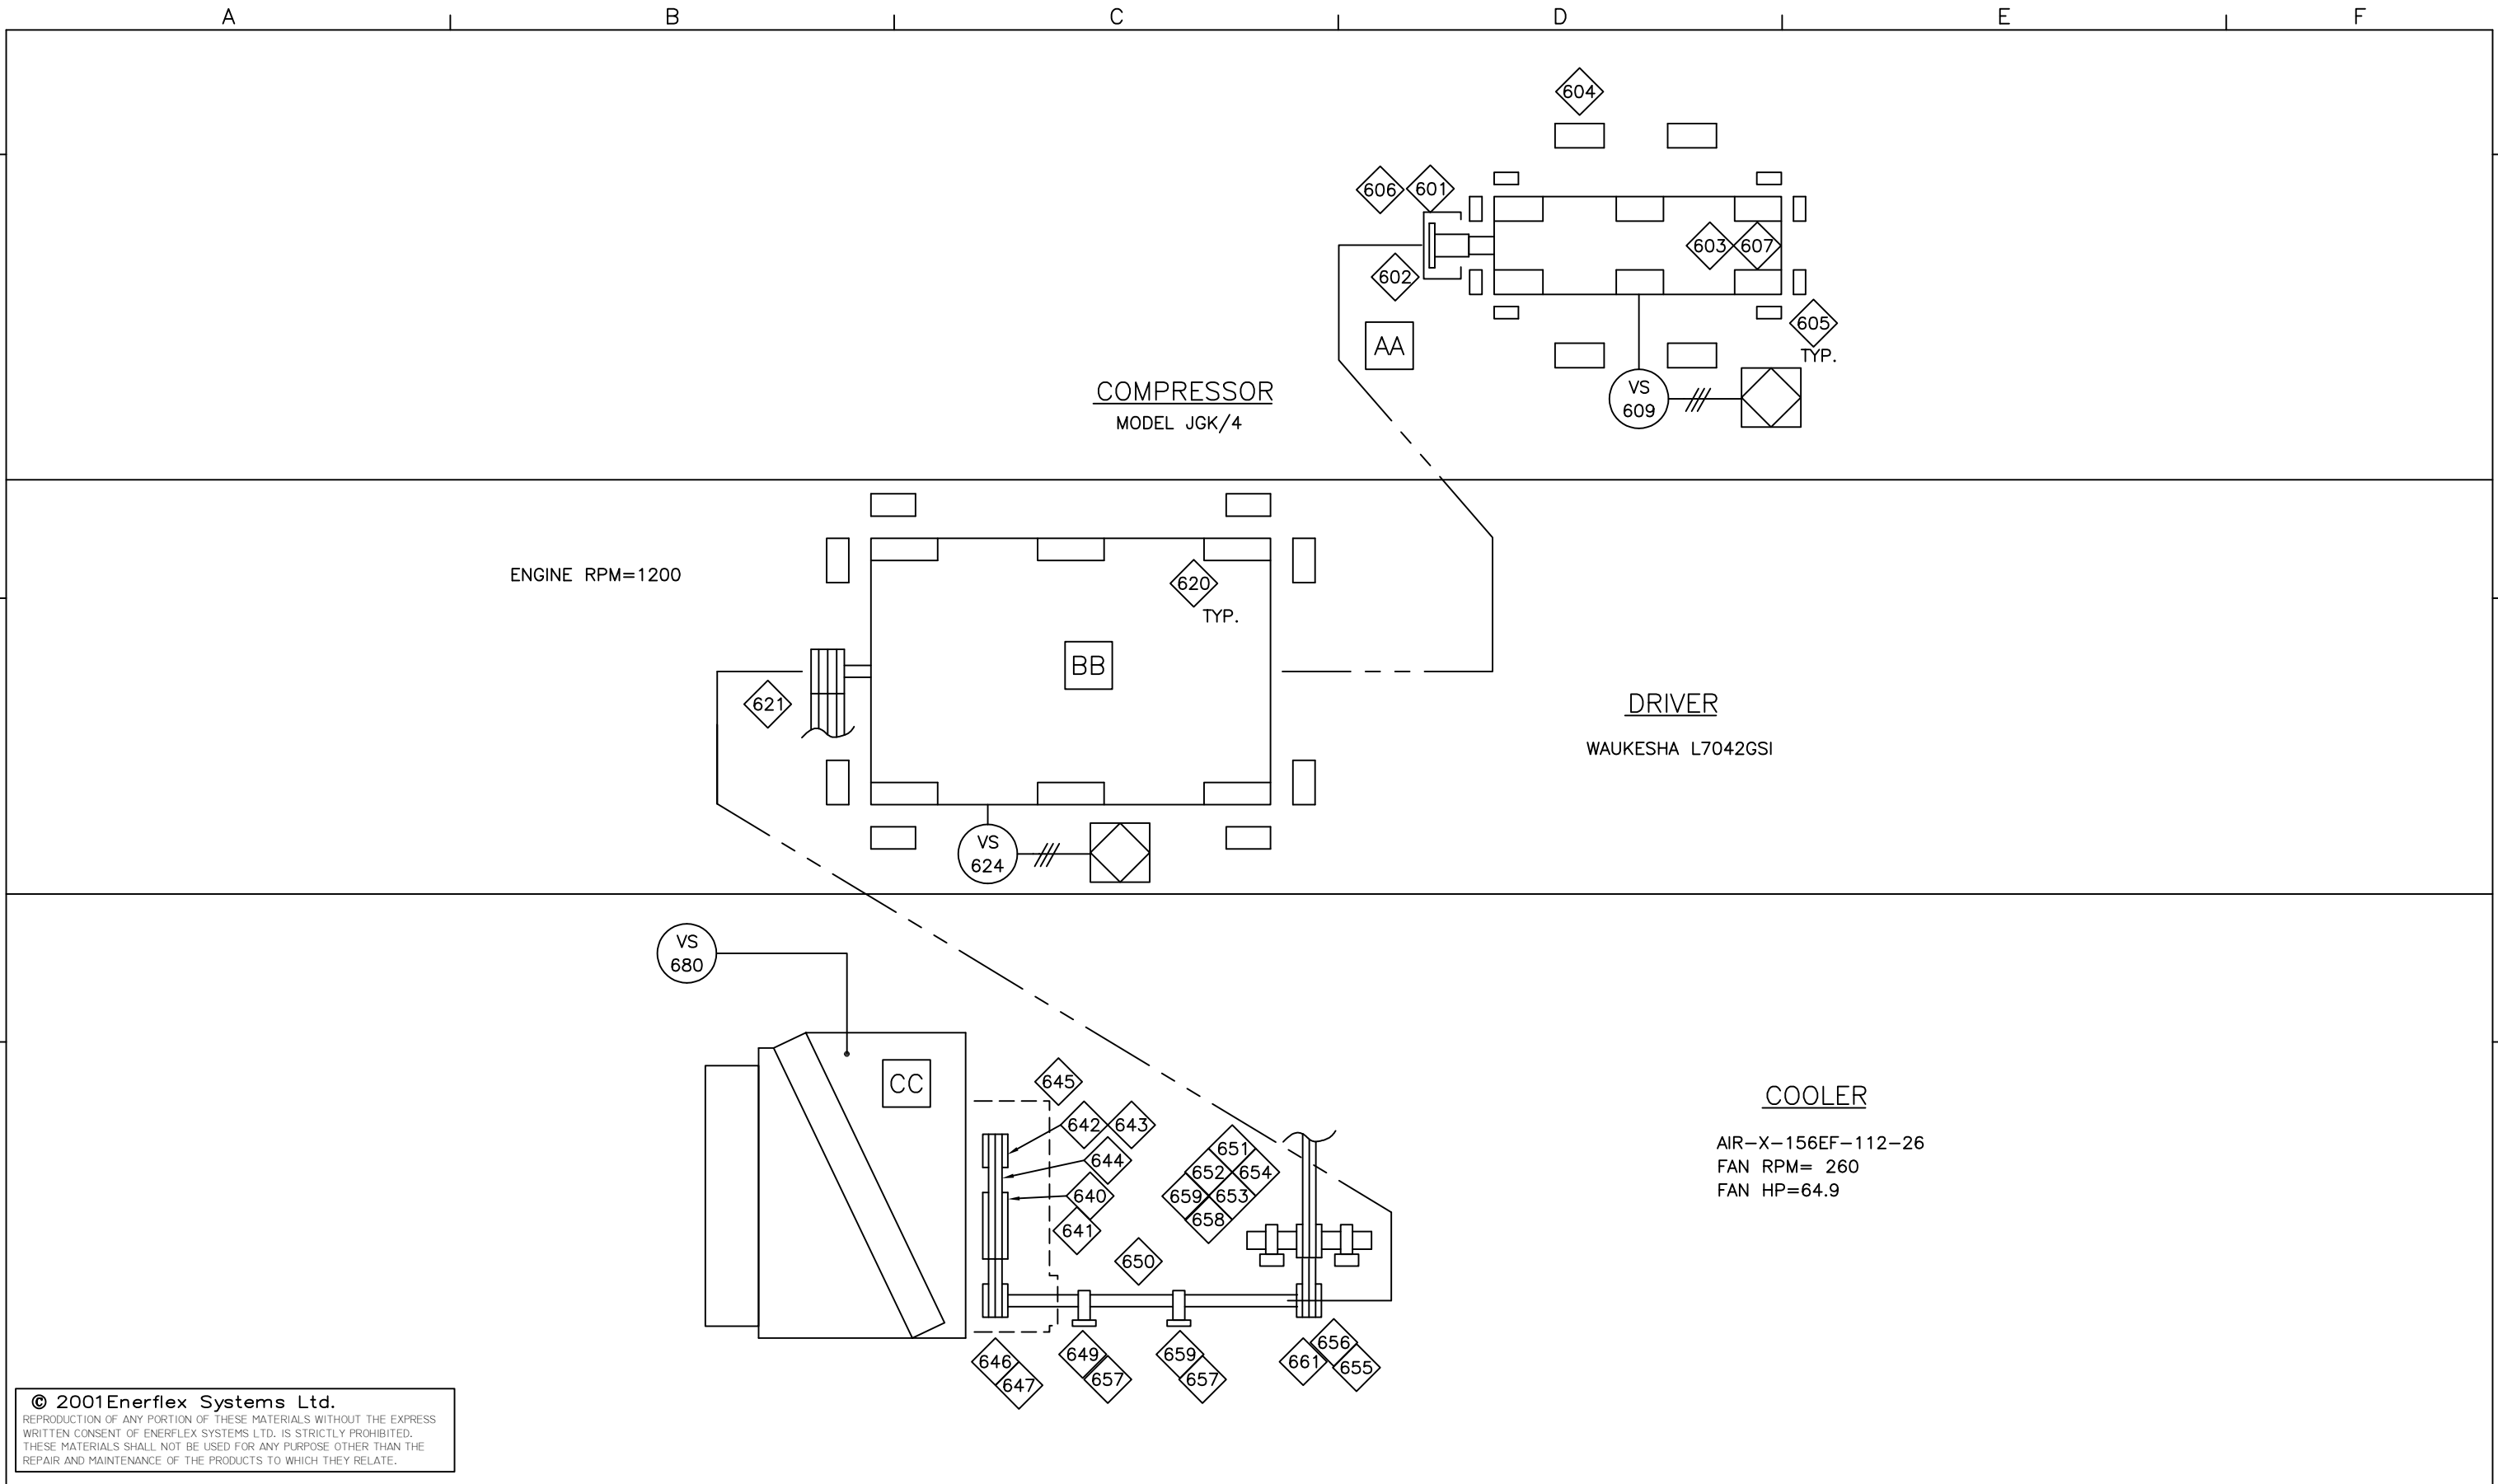 A B C D E F
604
606 601
603 607
602
605
TYP.
AA
VS
609
COMPRESSOR
MODEL JGK/4
ENGINE RPM=1200
620
TYP.
BB
621
DRIVER
WAUKESHA L7042GSI
VS
624
VS
680
CC
645
642 643
644
640
641
651
652 654
659 653
658
650
COOLER
AIR-X-156EF-112-26
FAN RPM= 260
FAN HP=64.9
646
647
649
657
659
657
661
656
655
© 2001 Enerflex Systems Ltd.
REPRODUCTION OF ANY PORTION OF THESE MATERIALS WITHOUT THE EXPRESS
WRITTEN CONSENT OF ENERFLEX SYSTEMS LTD. IS STRICTLY PROHIBITED.
THESE MATERIALS SHALL NOT BE USED FOR ANY PURPOSE OTHER THAN THE
REPAIR AND MAINTENANCE OF THE PRODUCTS TO WHICH THEY RELATE.